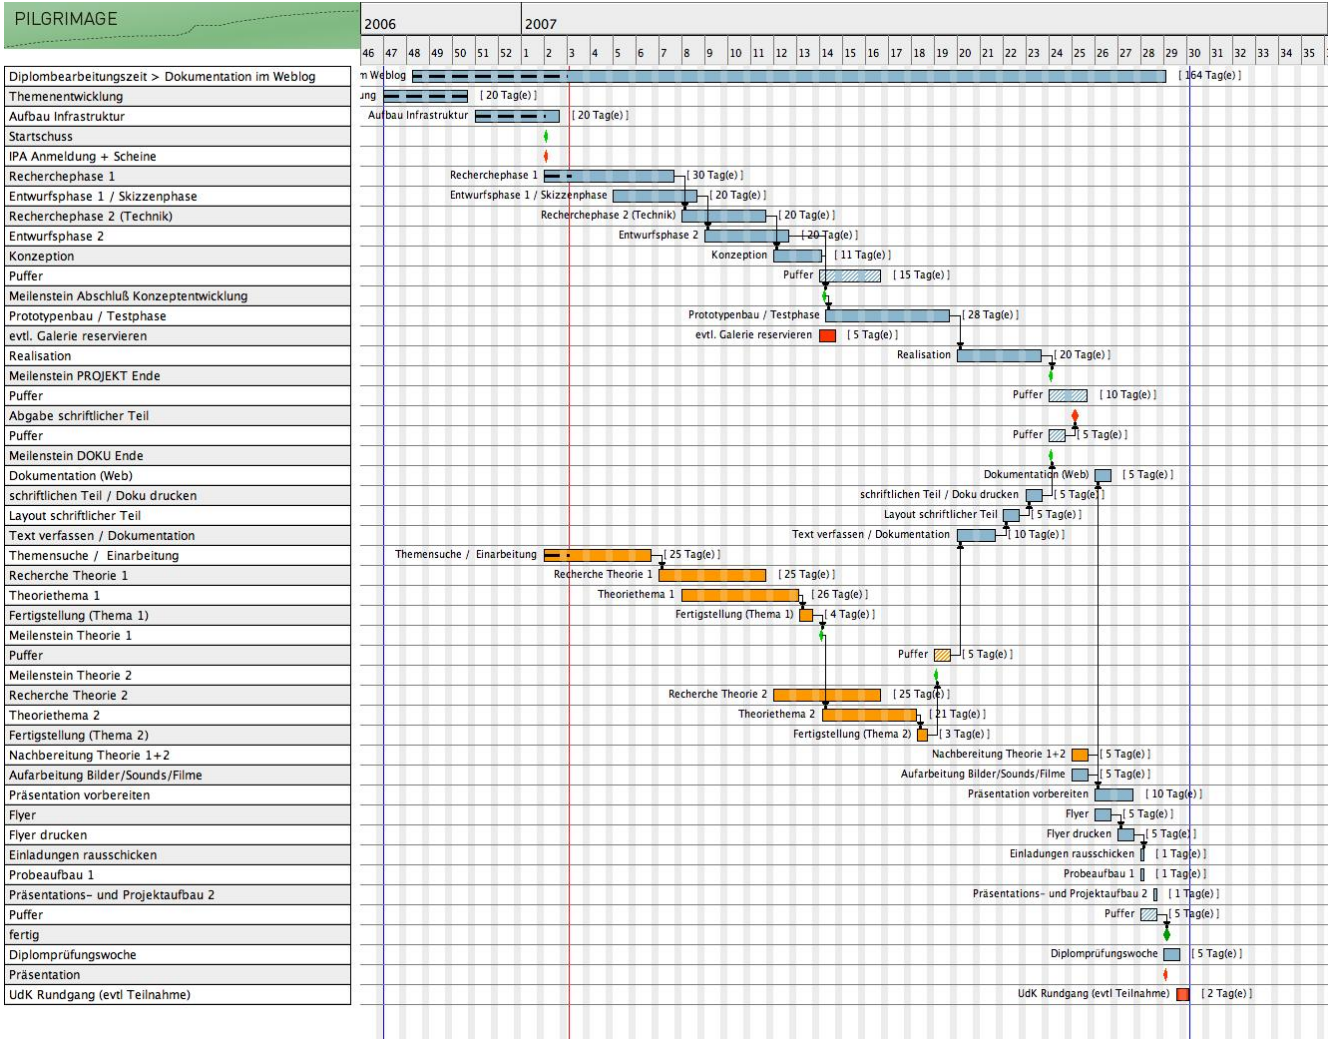 PILGRIMAGE
2006 2007
46 47 48 49 50 51 52 1 2 3 4 5 6 7 8 9 10 11 12 13 14 15 16 17 18 19 20 21 22 23 24 25 26 27 28 29 30 31 32 33 34 35
Diplombearbeitungszeit > Dokumentation im Weblog m Weblog [ 164 Tag(e) ]
Themenentwicklung ung [ 20 Tag(e) ]
Aufbau Infrastruktur Aufbau Infrastruktur [ 20 Tag(e) ]
Startschuss
IPA Anmeldung + Scheine
Recherchephase 1 Recherchephase 1 [ 30 Tag(e) ]
Entwurfsphase 1 / Skizzenphase Entwurfsphase 1 / Skizzenphase [ 20 Tag(e) ]
Recherchephase 2 (Technik) Recherchephase 2 (Technik) [ 20 Tag(e) ]
Entwurfsphase 2 Entwurfsphase 2 [ 20 Tag(e) ]
Konzeption Konzeption [ 11 Tag(e) ]
Puffer Puffer [ 15 Tag(e) ]
Meilenstein Abschluß Konzeptentwicklung
Prototypenbau / Testphase Prototypenbau / Testphase [ 28 Tag(e) ]
evtl. Galerie reservieren evtl. Galerie reservieren [ 5 Tag(e) ]
Realisation Realisation [ 20 Tag(e) ]
Meilenstein PROJEKT Ende
Puffer Puffer [ 10 Tag(e) ]
Abgabe schriftlicher Teil
Puffer Puffer [ 5 Tag(e) ]
Meilenstein DOKU Ende
Dokumentation (Web) Dokumentation (Web) [ 5 Tag(e) ]
schriftlichen Teil / Doku drucken schriftlichen Teil / Doku drucken [ 5 Tag(e) ]
Layout schriftlicher Teil Layout schriftlicher Teil [ 5 Tag(e) ]
Text verfassen / Dokumentation Text verfassen / Dokumentation [ 10 Tag(e) ]
Themensuche / Einarbeitung Themensuche / Einarbeitung [ 25 Tag(e) ]
Recherche Theorie 1 Recherche Theorie 1 [ 25 Tag(e) ]
Theoriethema 1 Theoriethema 1 [ 26 Tag(e) ]
Fertigstellung (Thema 1) Fertigstellung (Thema 1) [ 4 Tag(e) ]
Meilenstein Theorie 1
Puffer Puffer [ 5 Tag(e) ]
Meilenstein Theorie 2
Recherche Theorie 2 Recherche Theorie 2 [ 25 Tag(e) ]
Theoriethema 2 Theoriethema 2 [ 21 Tag(e) ]
Fertigstellung (Thema 2) Fertigstellung (Thema 2) [ 3 Tag(e) ]
Nachbereitung Theorie 1+2 Nachbereitung Theorie 1+2 [ 5 Tag(e) ]
Aufarbeitung Bilder/Sounds/Filme Aufarbeitung Bilder/Sounds/Filme [ 5 Tag(e) ]
Präsentation vorbereiten Präsentation vorbereiten [ 10 Tag(e) ]
Flyer Flyer [ 5 Tag(e) ]
Flyer drucken Flyer drucken [ 5 Tag(e) ]
Einladungen rausschicken Einladungen rausschicken [ 1 Tag(e) ]
Probeaufbau 1 Probeaufbau 1 [ 1 Tag(e) ]
Präsentations- und Projektaufbau 2 Präsentations- und Projektaufbau 2 [ 1 Tag(e) ]
Puffer Puffer [ 5 Tag(e) ]
fertig
Diplomprüfungswoche Diplomprüfungswoche [ 5 Tag(e) ]
Präsentation
UdK Rundgang (evtl Teilnahme) UdK Rundgang (evtl Teilnahme) [ 2 Tag(e) ]